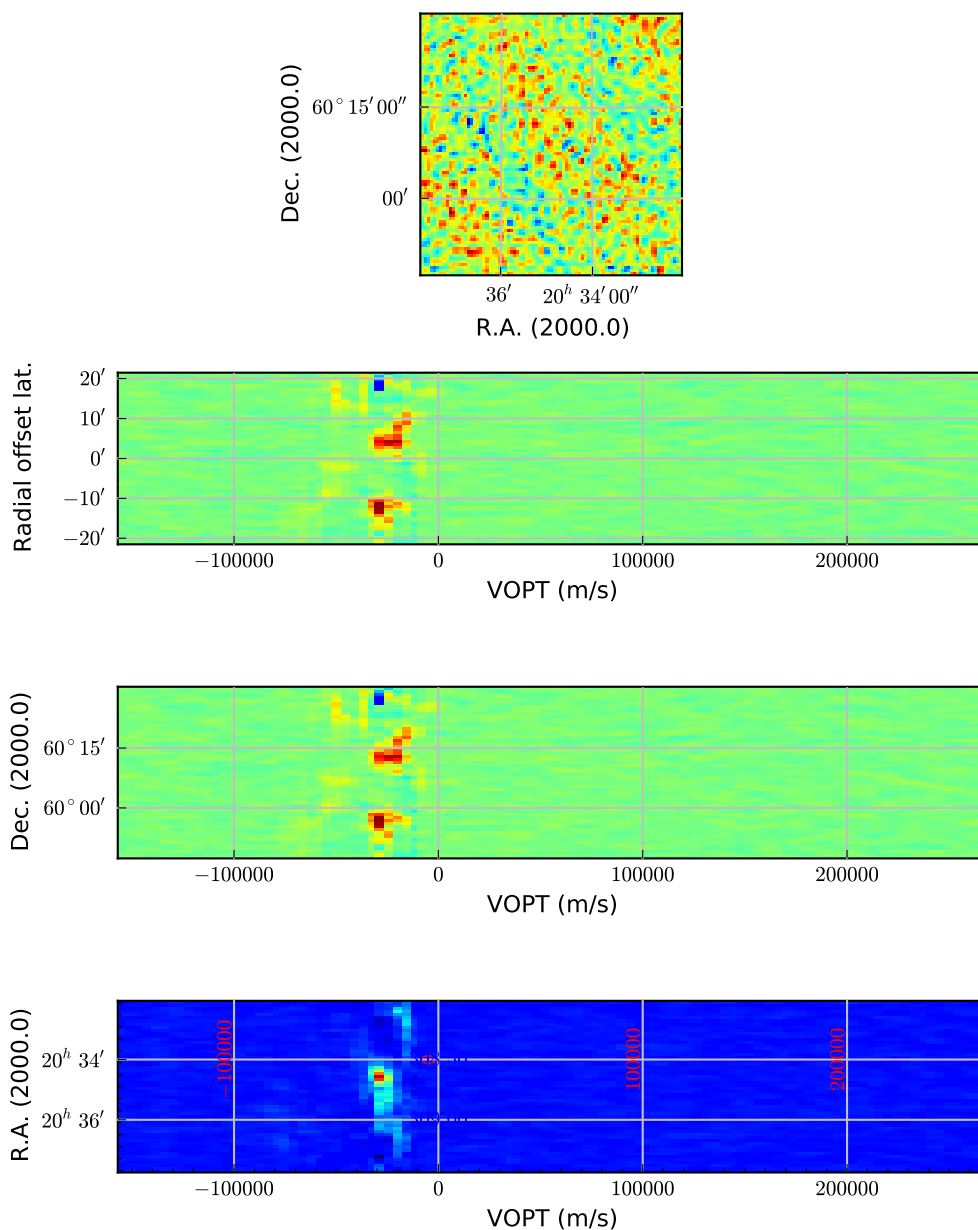 Dec. (2000.0)
60° 15′ 00″
00′
36′ 20ʰ 34′ 00″
R.A. (2000.0)
Radial offset lat.
20′
10′
0′
−10′
−20′
−100000 0 100000 200000
VOPT (m/s)
Dec. (2000.0)
60° 15′
60° 00′
−100000 0 100000 200000
VOPT (m/s)
R.A. (2000.0)
20ʰ 34′
20ʰ 36′
−100000 100000 200000
−100000 0 100000 200000
VOPT (m/s)